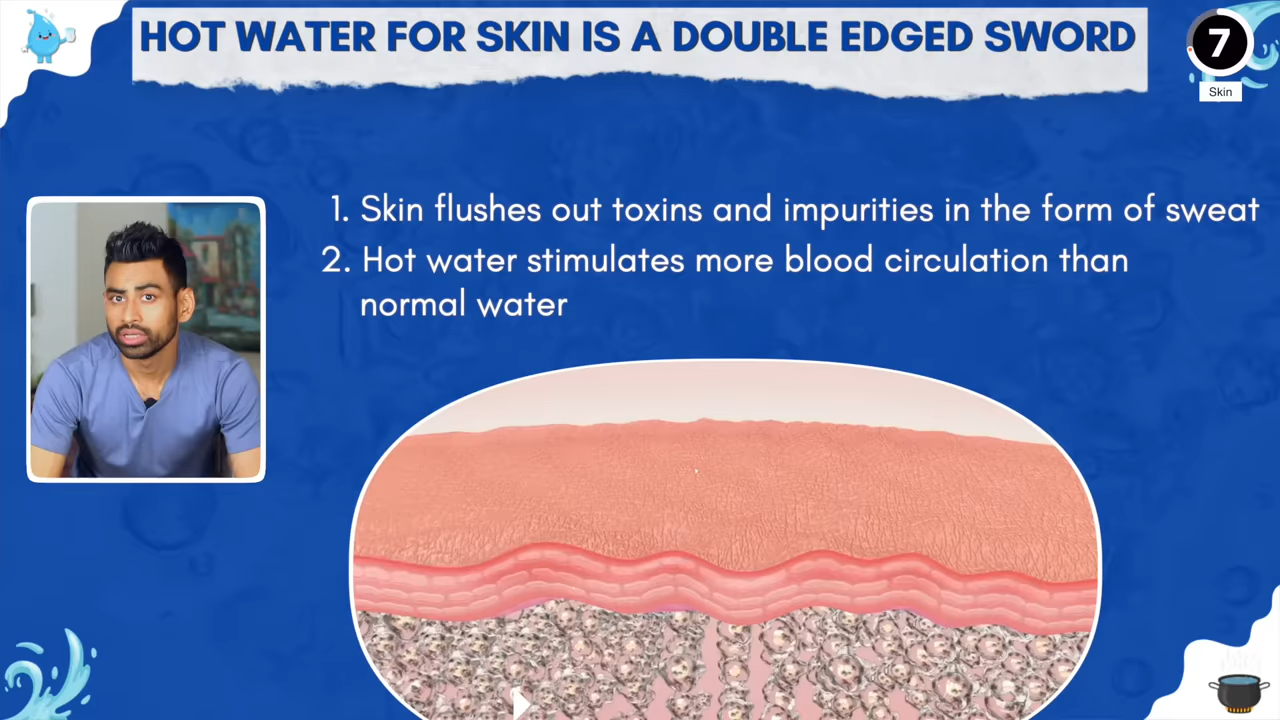 HOT WATER FOR SKIN IS A DOUBLE EDGED SWORD
7
Skin
1. Skin flushes out toxins and impurities in the form of sweat
2. Hot water stimulates more blood circulation than
normal water